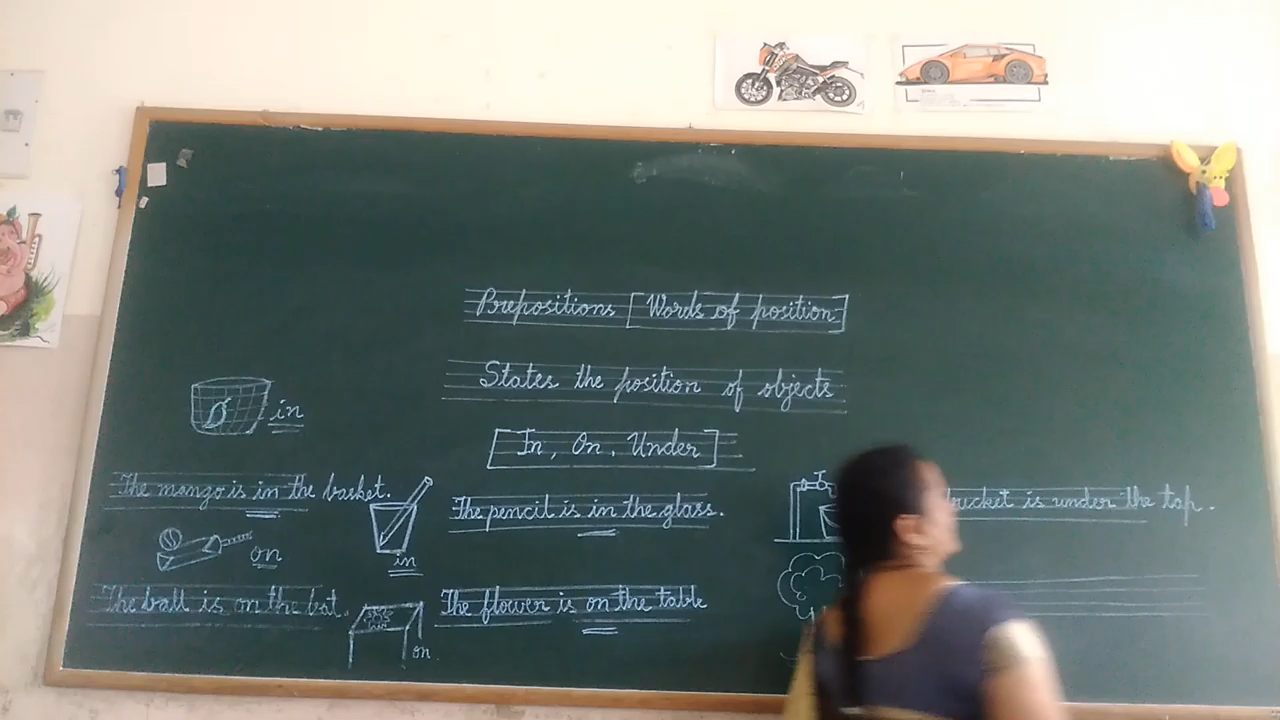 Prepositions [Words of position]
States the position of objects
[In, On, Under]
in
The mango is in the basket.
on
The ball is on the bat.
in
The pencil is in the glass.
on
The flower is on the table
bucket is under the tap.